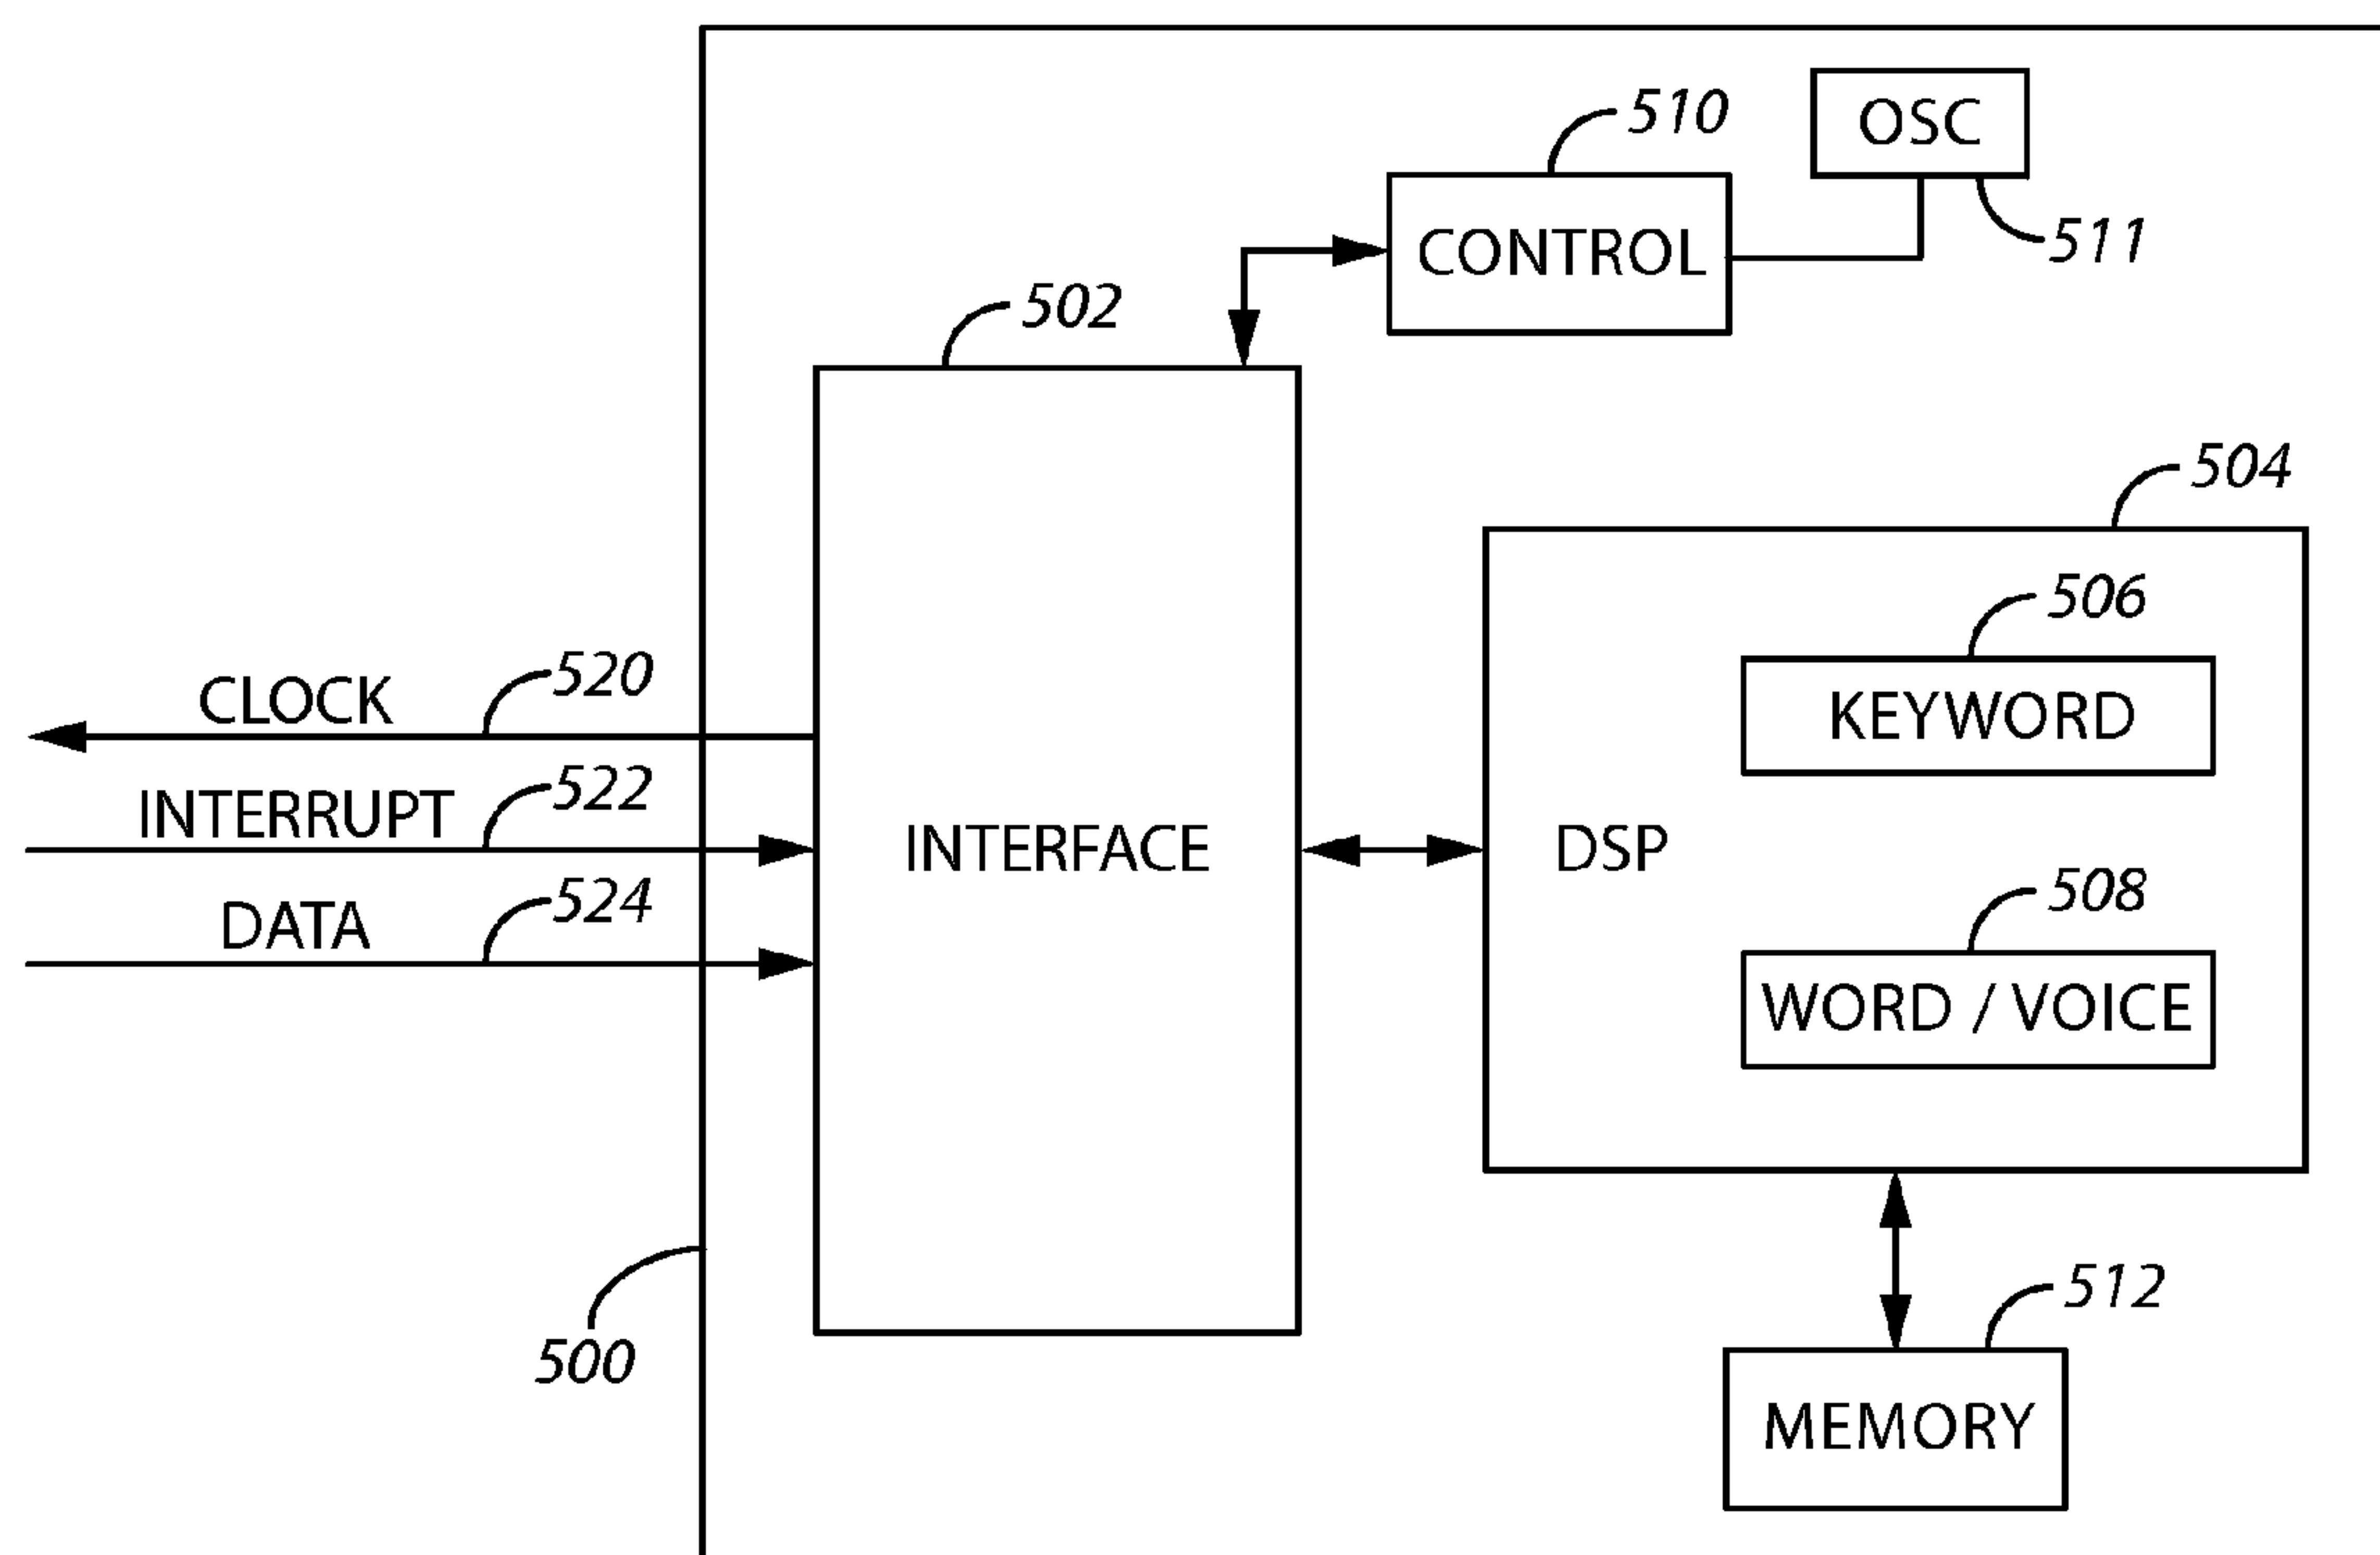 510
OSC
CONTROL
511
502
504
506
520
CLOCK
KEYWORD
522
INTERRUPT
INTERFACE
DSP
524
DATA
508
WORD / VOICE
512
500
MEMORY